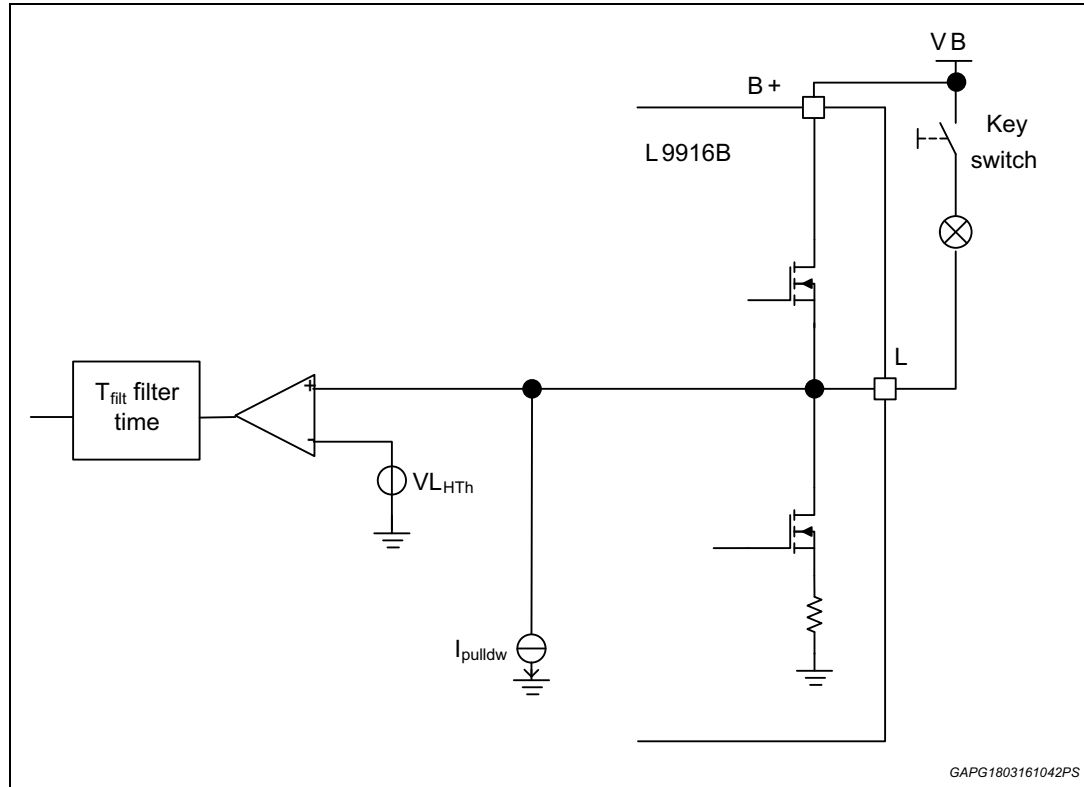 VB
B+
L9916B
Key
switch
L
T_filt filter
time
+
-
VL_HTh
I_pulldw
GAPG1803161042PS